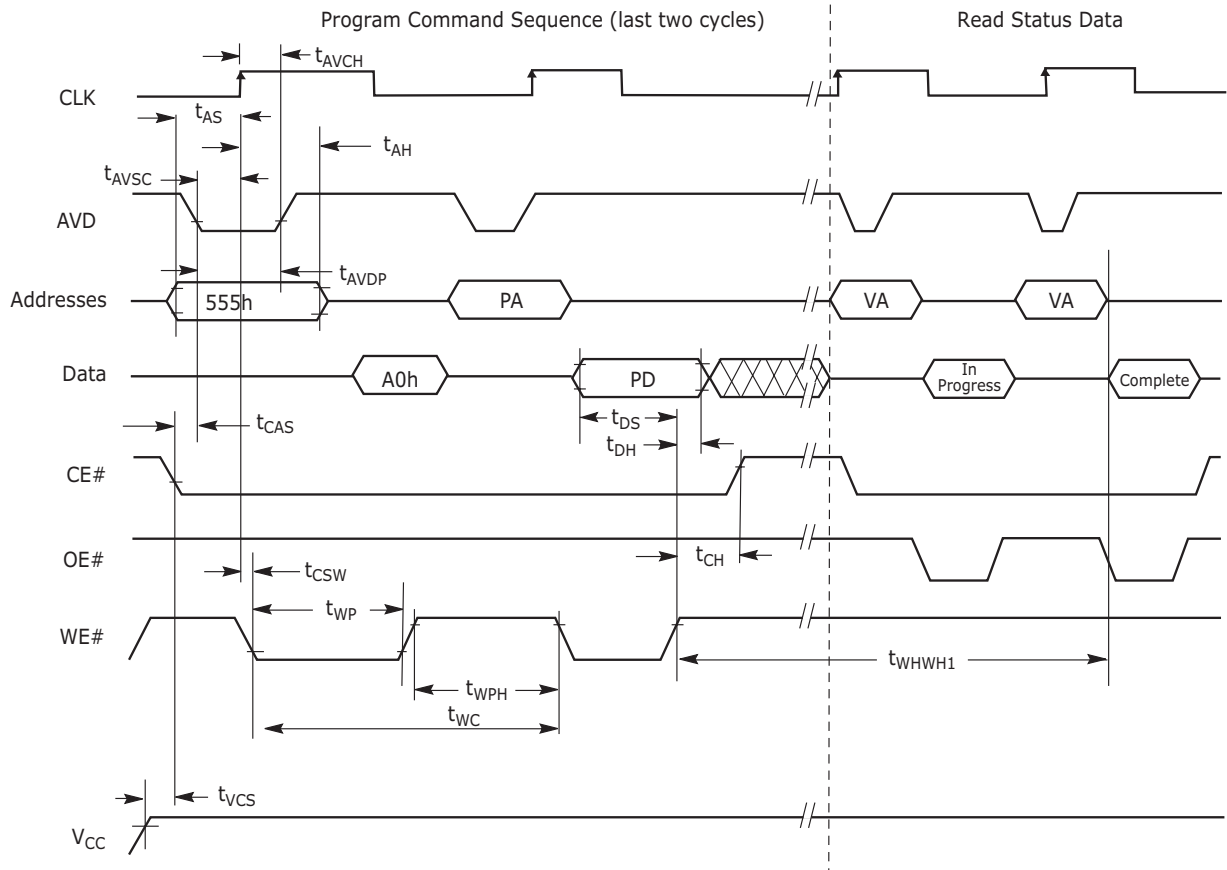 Program Command Sequence (last two cycles)
Read Status Data
tAVCH
CLK
tAS
tAH
tAVSC
AVD
tAVDP
Addresses
555h
PA
VA
VA
Data
A0h
PD
In
Progress
Complete
tDS
tCAS
tDH
CE#
OE#
tCH
tCSW
tWP
WE#
tWHWH1
tWPH
tWC
tVCS
VCC